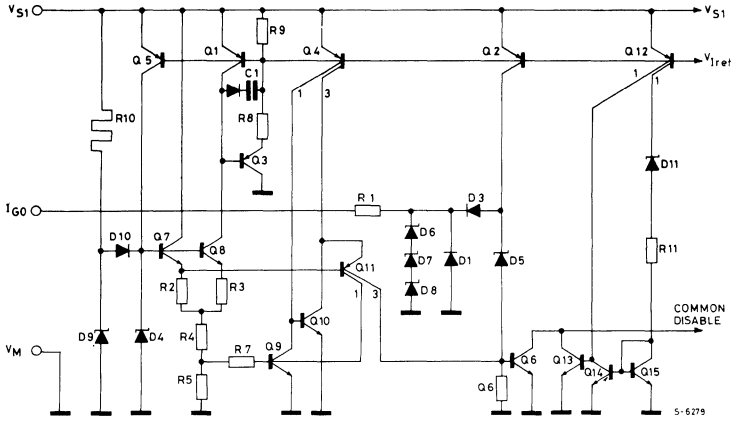 VS1
VS1
R9
Q5
Q1
Q4
Q2
Q12
VIret
C1
1
3
1
1
R10
R8
Q3
D11
R1
D3
IGO
D6
D10
Q7
Q8
D7
D1
D5
R11
Q11
R2
R3
D8
1
3
COMMON
DISABLE
D9
D4
R4
Q10
VM
R7
Q9
Q6
Q13
Q14
Q15
R5
Q6
S-6279